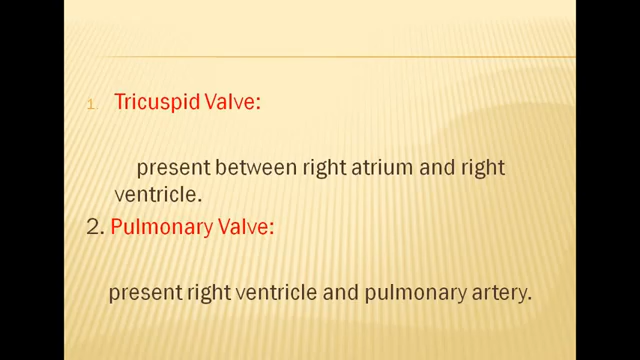 1. Tricuspid Valve:
present between right atrium and right
ventricle.
2. Pulmonary Valve:
present right ventricle and pulmonary artery.